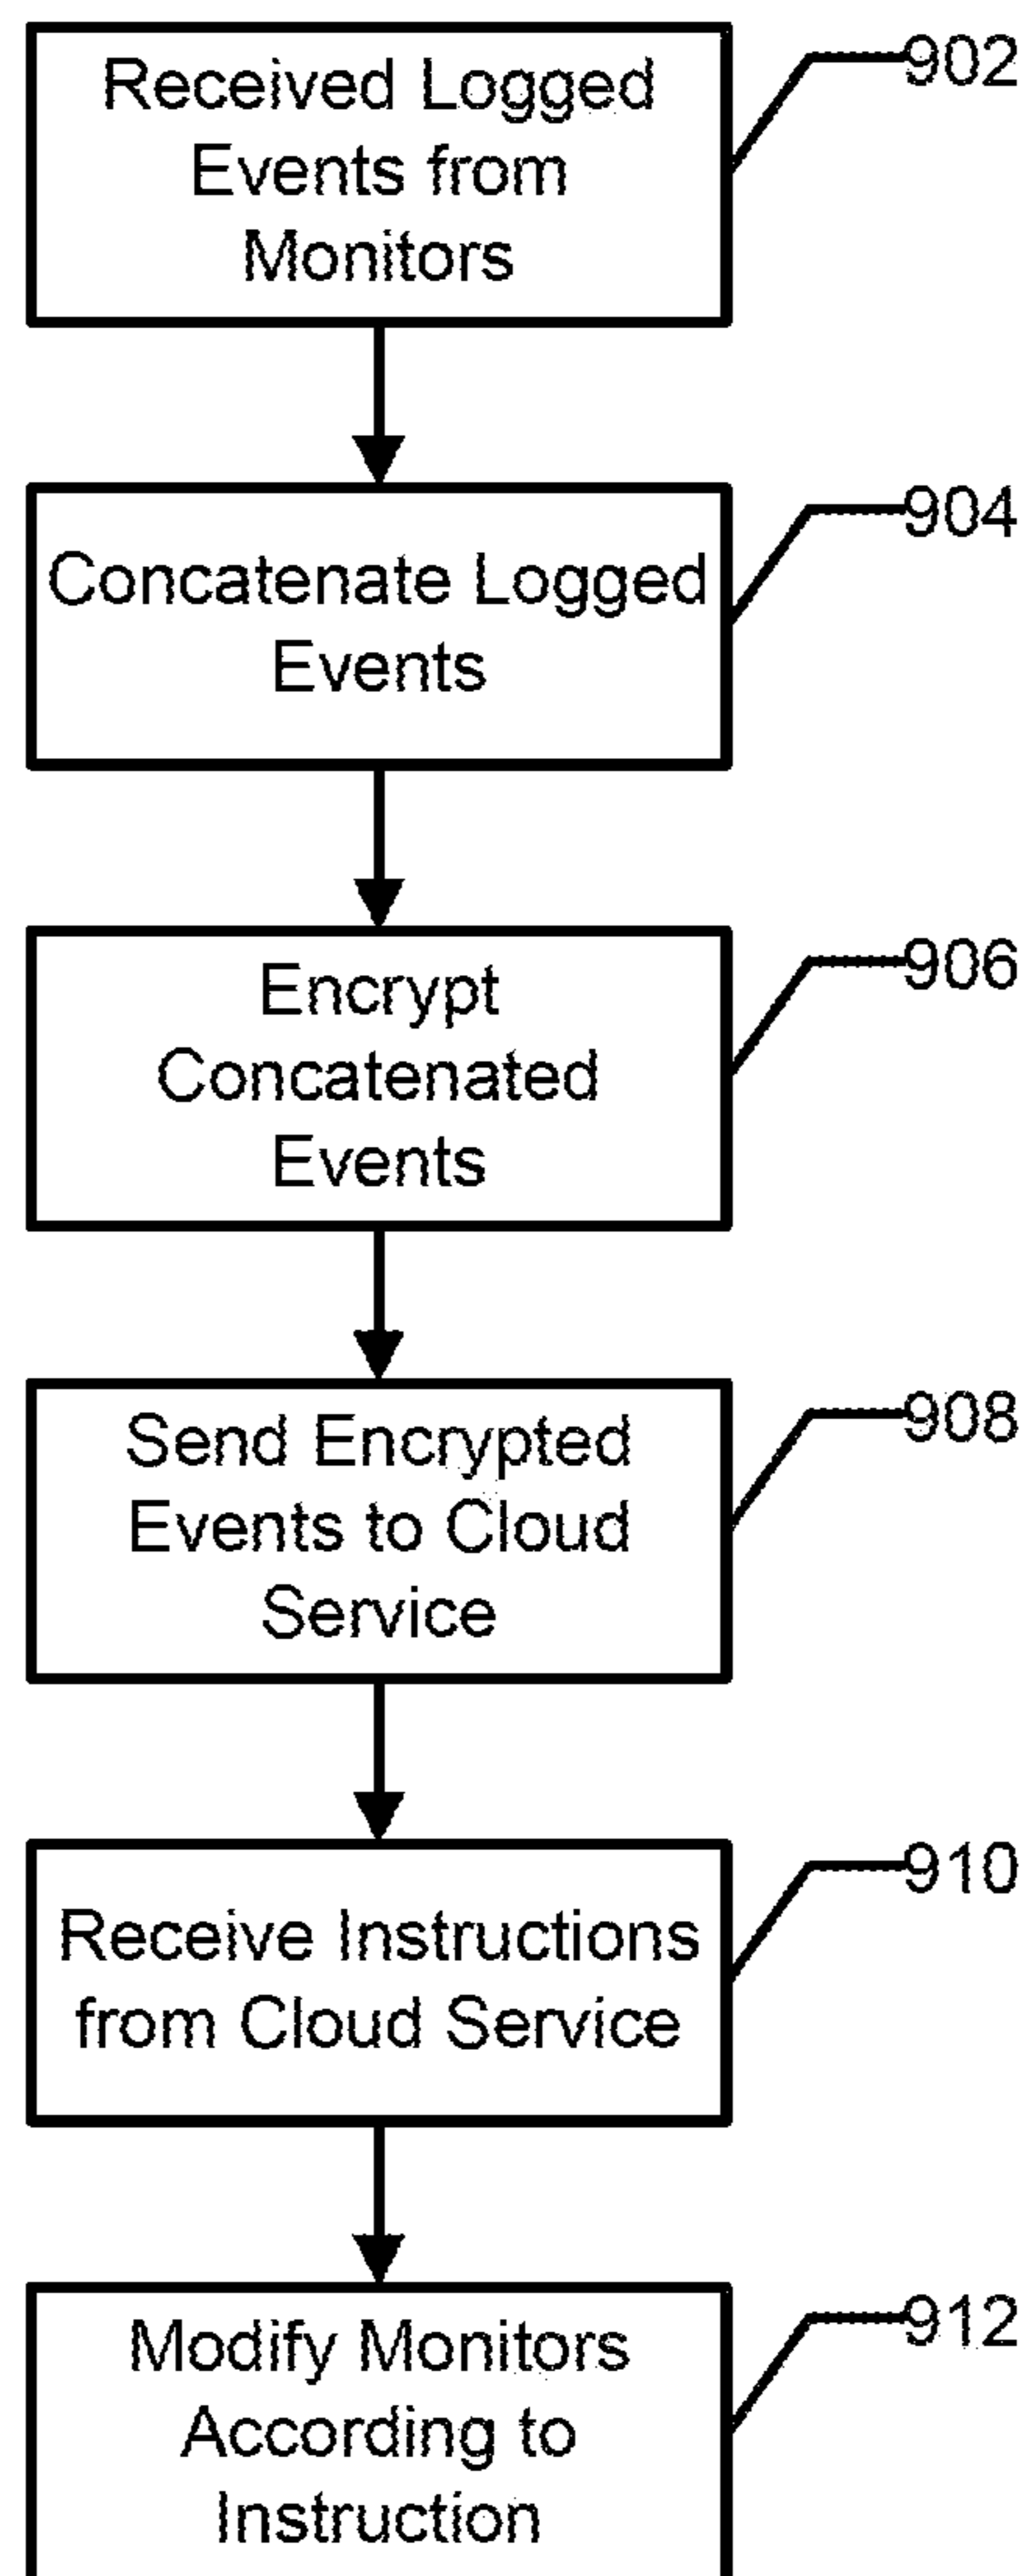 Received Logged
Events from
Monitors
902
Concatenate Logged
Events
904
Encrypt
Concatenated
Events
906
Send Encrypted
Events to Cloud
Service
908
Receive Instructions
from Cloud Service
910
Modify Monitors
According to
Instruction
912